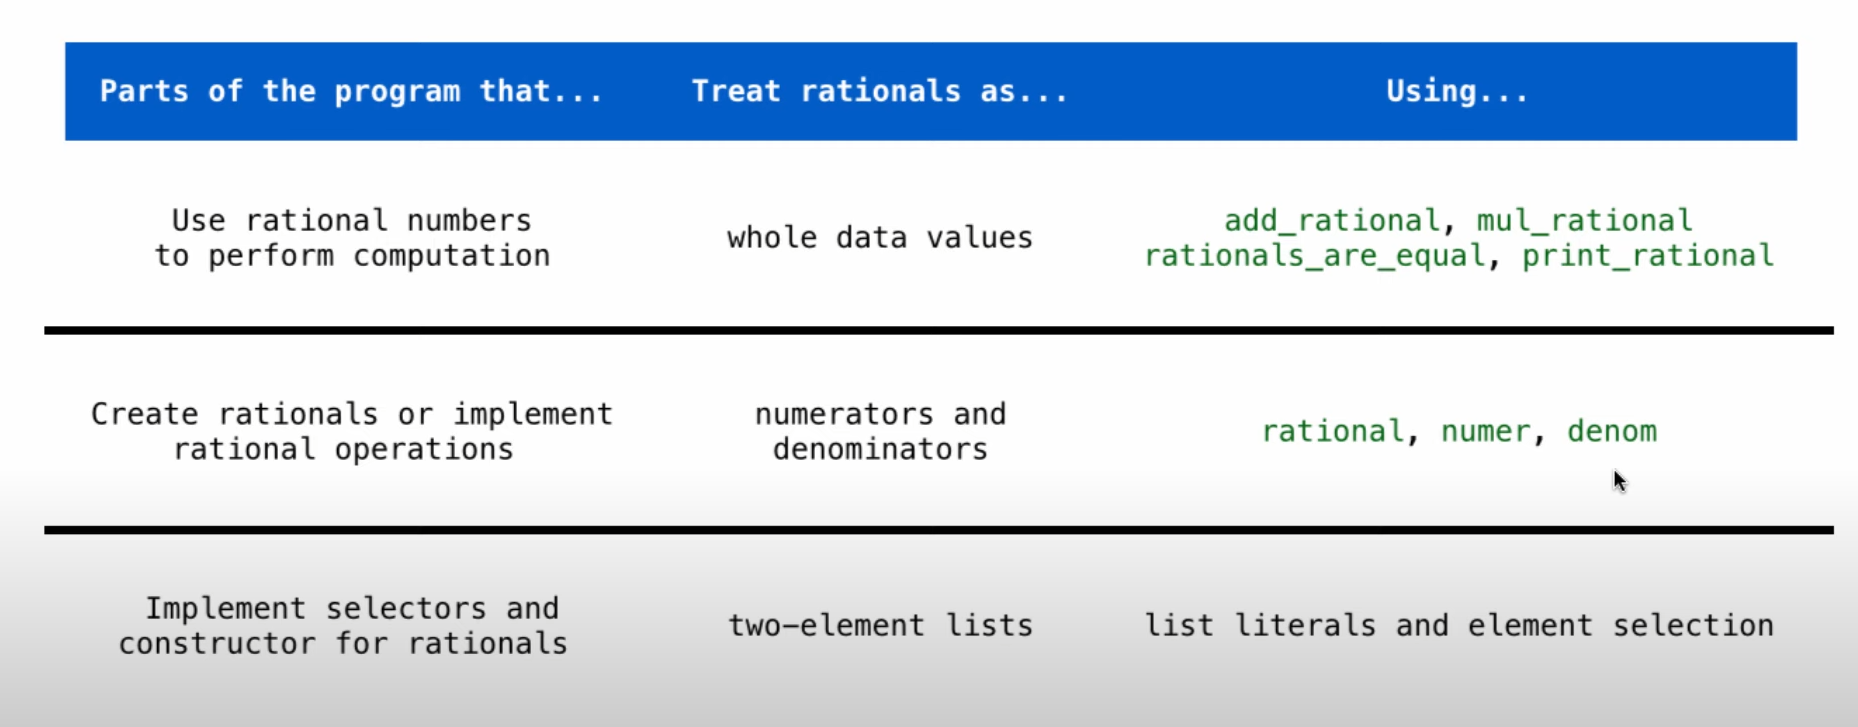 Parts of the program that... Treat rationals as... Using...
Use rational numbers
to perform computation
whole data values
add_rational, mul_rational
rationals_are_equal, print_rational
Create rationals or implement
rational operations
numerators and
denominators
rational, numer, denom
Implement selectors and
constructor for rationals
two-element lists
list literals and element selection